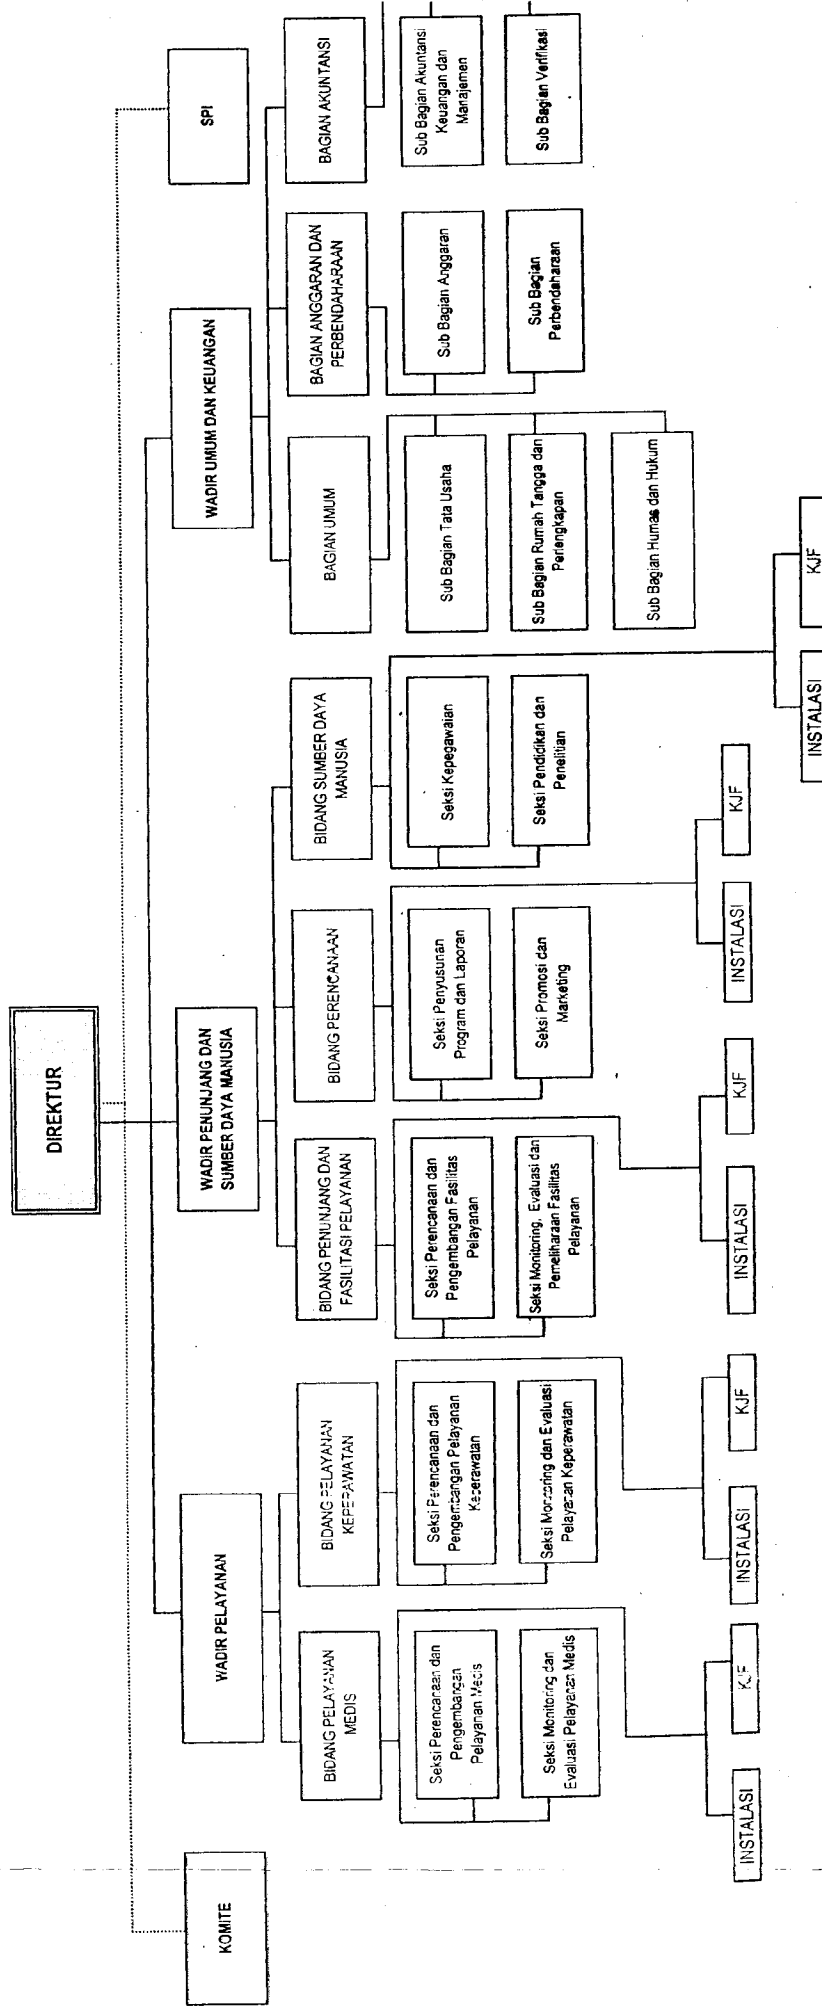 DIREKTUR
KOMITE
SPI
WADIR PELAYANAN
WADIR PENUNJANG DAN
SUMBER DAYA MANUSIA
WADIR UMUM DAN KEUANGAN
BIDANG PELAYANAN
MEDIS
BIDANG PELAYANAN
KEPERAWATAN
BIDANG PENUNJANG DAN
FASILITASI PELAYANAN
BIDANG PERENCANAAN
BIDANG SUMBER DAYA
MANUSIA
BAGIAN UMUM
BAGIAN ANGGARAN DAN
PERBENDAHARAAN
BAGIAN AKUNTANSI
Seksi Perencanaan dan
Pengembangan
Pelayanan Medis
Seksi Perencanaan dan
Pengembangan Pelayanan
Keperawatan
Seksi Perencanaan dan
Pengembangan Fasilitas
Pelayanan
Seksi Penyusunan
Program dan Laporan
Seksi Kepegawaian
Sub Bagian Tata Usaha
Sub Bagian Anggaran
Sub Bagian Akuntansi
Keuangan dan
Manajemen
Seksi Monitoring dan
Evaluasi Pelayanan Medis
Seksi Monitoring dan Evaluasi
Pelayanan Keperawatan
Seksi Monitoring, Evaluasi dan
Pemeliharaan Fasilitas
Pelayanan
Seksi Promosi dan
Marketing
Seksi Pendidikan dan
Penelitian
Sub Bagian Rumah Tangga dan
Perlengkapan
Sub Bagian
Perbendaharaan
Sub Bagian Verifikasi
Sub Bagian Humas dan Hukum
INSTALASI
KJF
INSTALASI
KJF
INSTALASI
KJF
INSTALASI
KJF
INSTALASI
KJF